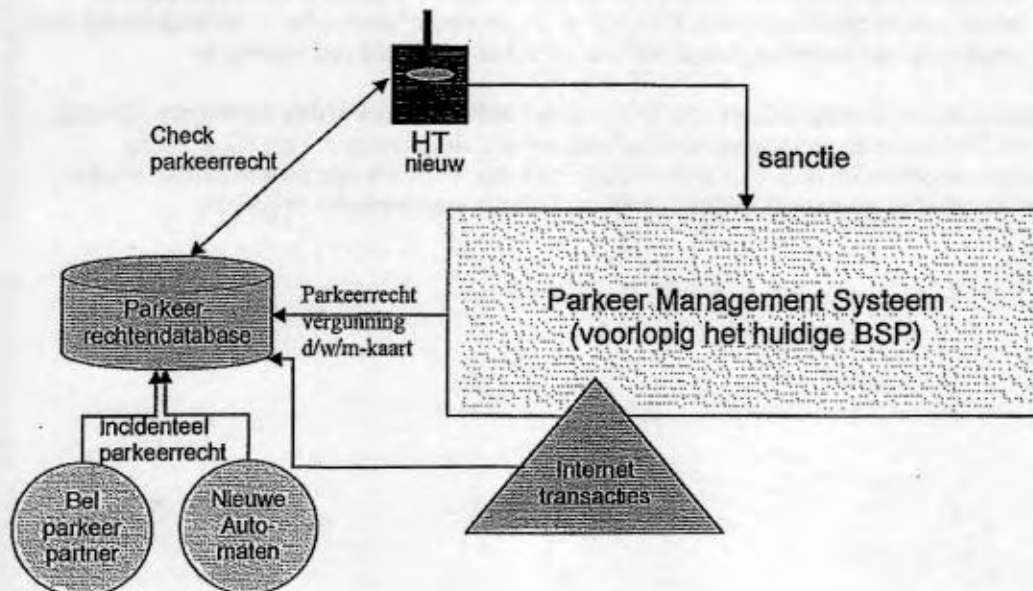 HT
nieuw
Check
parkeerrecht
sanctie
Parkeer
rechtendatabase
Parkeerrecht
vergunning
d/w/m-kaart
Parkeer Management Systeem
(voorlopig het huidige BSP)
Incidenteel
parkeerrecht
Bel
parkeer
partner
Nieuwe
Auto-
maten
Internet
transacties